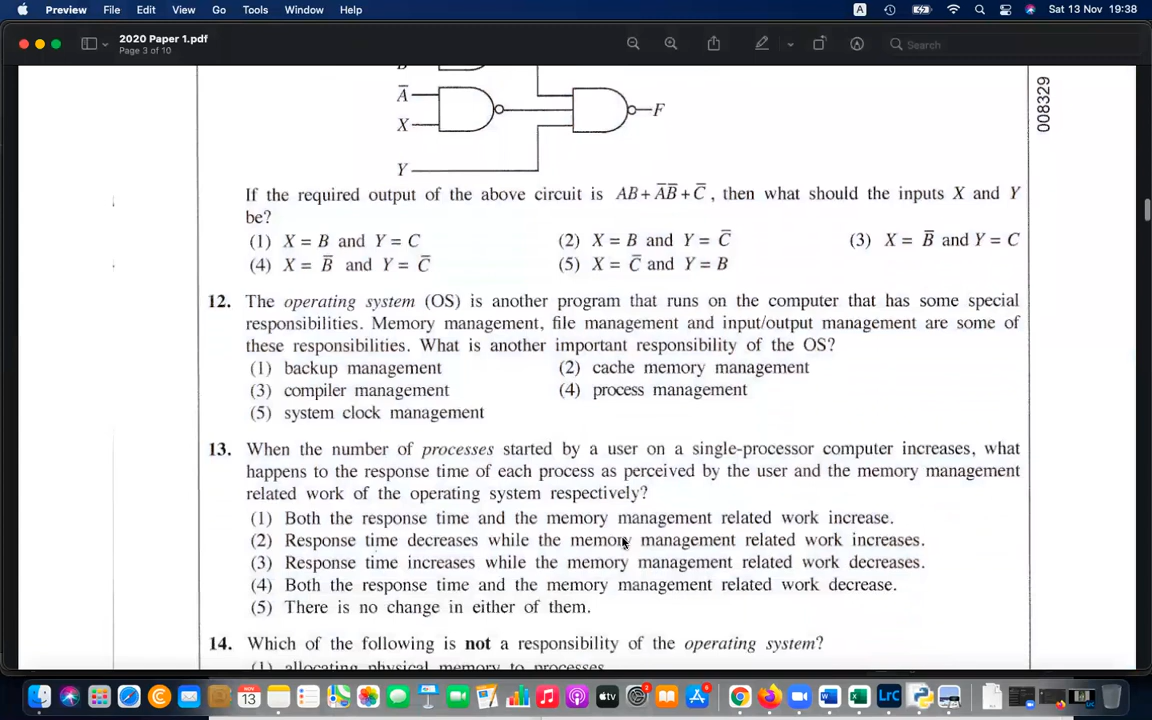 Preview File Edit View Go Tools Window Help A Sat 13 Nov 19:38
2020 Paper 1.pdf
Page 3 of 10
Search
008329
A̅
X
F
Y
If the required output of the above circuit is AB + A̅B̅ + C̅ , then what should the inputs X and Y
be?
(1) X = B and Y = C (2) X = B and Y = C̅ (3) X = B̅ and Y = C
(4) X = B̅ and Y = C̅ (5) X = C̅ and Y = B
12. The operating system (OS) is another program that runs on the computer that has some special
responsibilities. Memory management, file management and input/output management are some of
these responsibilities. What is another important responsibility of the OS?
(1) backup management (2) cache memory management
(3) compiler management (4) process management
(5) system clock management
13. When the number of processes started by a user on a single-processor computer increases, what
happens to the response time of each process as perceived by the user and the memory management
related work of the operating system respectively?
(1) Both the response time and the memory management related work increase.
(2) Response time decreases while the memory management related work increases.
(3) Response time increases while the memory management related work decreases.
(4) Both the response time and the memory management related work decrease.
(5) There is no change in either of them.
14. Which of the following is not a responsibility of the operating system?
(1) allocating physical memory to processes
NOV
13
tv
LrC